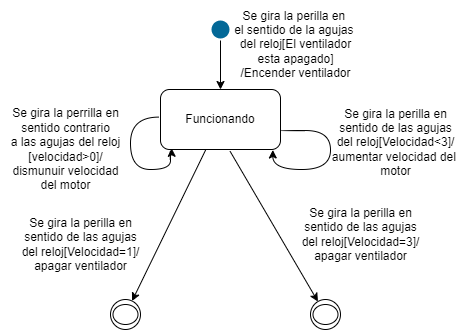 Se gira la perilla en
el sentido de la agujas
del reloj[El ventilador
esta apagado]
/Encender ventilador
Funcionando
Se gira la perrilla en
sentido contrario
a las agujas del reloj
[velocidad>0]/
dismunuir velocidad
del motor
Se gira la perilla en
sentido de las agujas
del reloj[Velocidad<3]/
aumentar velocidad del
motor
Se gira la perilla en
sentido de las agujas
del reloj[Velocidad=1]/
apagar ventilador
Se gira la perilla en
sentido de las agujas
del reloj[Velocidad=3]/
apagar ventilador